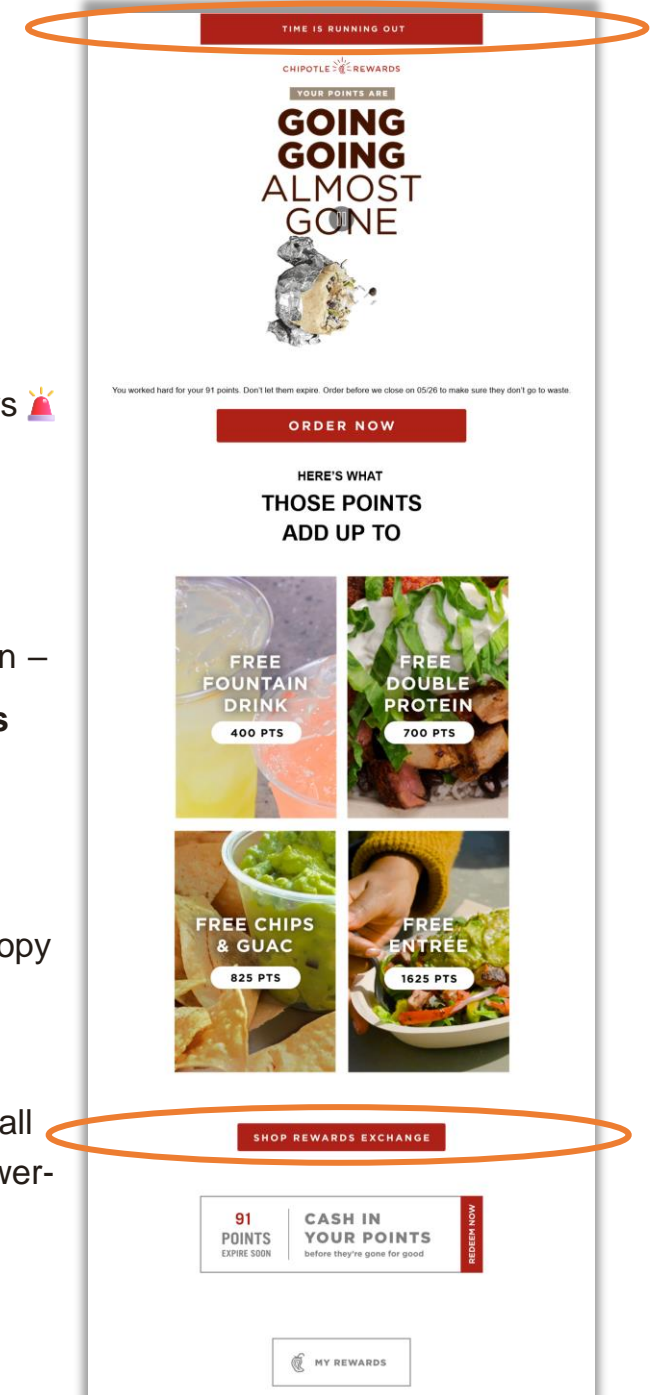 TIME IS RUNNING OUT
CHIPOTLE REWARDS
YOUR POINTS ARE
GOING
GOING
ALMOST
GONE
s 🚨
You worked hard for your 91 points. Don't let them expire. Order before we close on 05/26 to make sure they don't go to waste.
ORDER NOW
HERE'S WHAT
THOSE POINTS
ADD UP TO
n –
s
FREE
FOUNTAIN
DRINK
400 PTS
FREE
DOUBLE
PROTEIN
700 PTS
opy
FREE CHIPS
& GUAC
825 PTS
FREE
ENTRÉE
1625 PTS
all
wer-
SHOP REWARDS EXCHANGE
91
POINTS
EXPIRE SOON
CASH IN
YOUR POINTS
before they're gone for good
REDEEM NOW
MY REWARDS